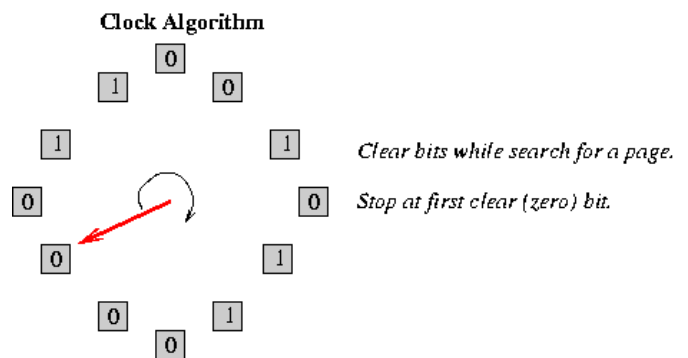 Clock Algorithm
0
1 0
1 1
Clear bits while search for a page.
0 0
Stop at first clear (zero) bit.
0 1
0 1
0